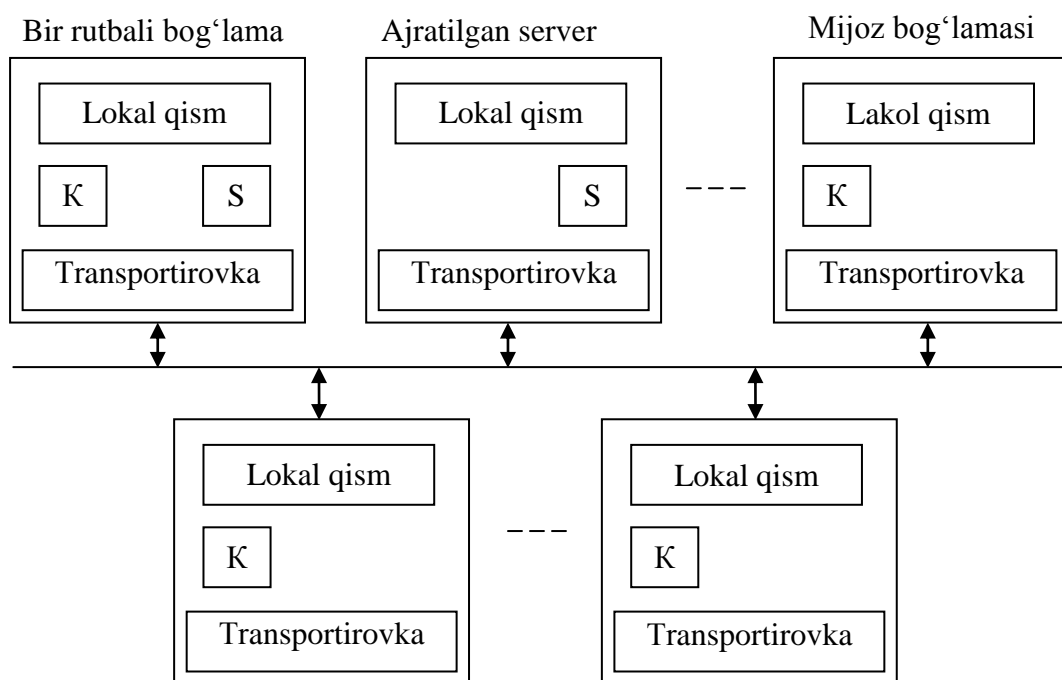 Bir rutbali bog‘lama
Ajratilgan server
Mijoz bog‘lamasi
Lokal qism
Lokal qism
Lakol qism
К
S
S
К
Transportirovka
Transportirovka
Transportirovka
Lokal qism
Lokal qism
К
К
Transportirovka
Transportirovka